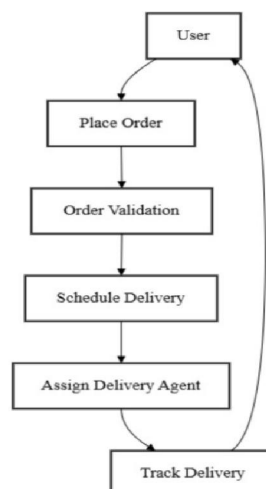 User
Place Order
Order Validation
Schedule Delivery
Assign Delivery Agent
Track Delivery